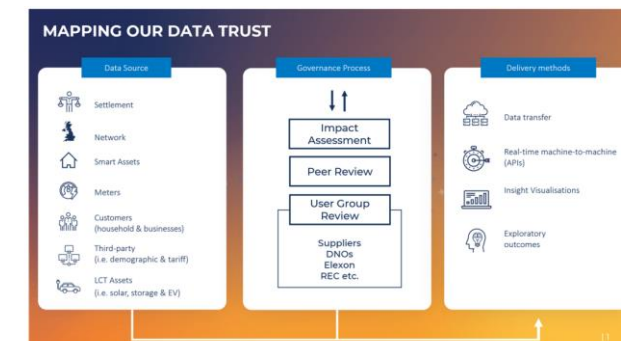 MAPPING OUR DATA TRUST
Data Source
Settlement
Network
Smart Assets
Meters
Customers
(household & businesses)
Third-party
(i.e. demographic & tariff)
LCT Assets
(i.e. solar, storage & EV)
Governance Process
Impact
Assessment
Peer Review
User Group
Review
Suppliers
DNOs
Elexon
REC etc.
Delivery methods
Data transfer
Real-time machine-to-machine
(APIs)
Insight Visualisations
Exploratory
outcomes
11